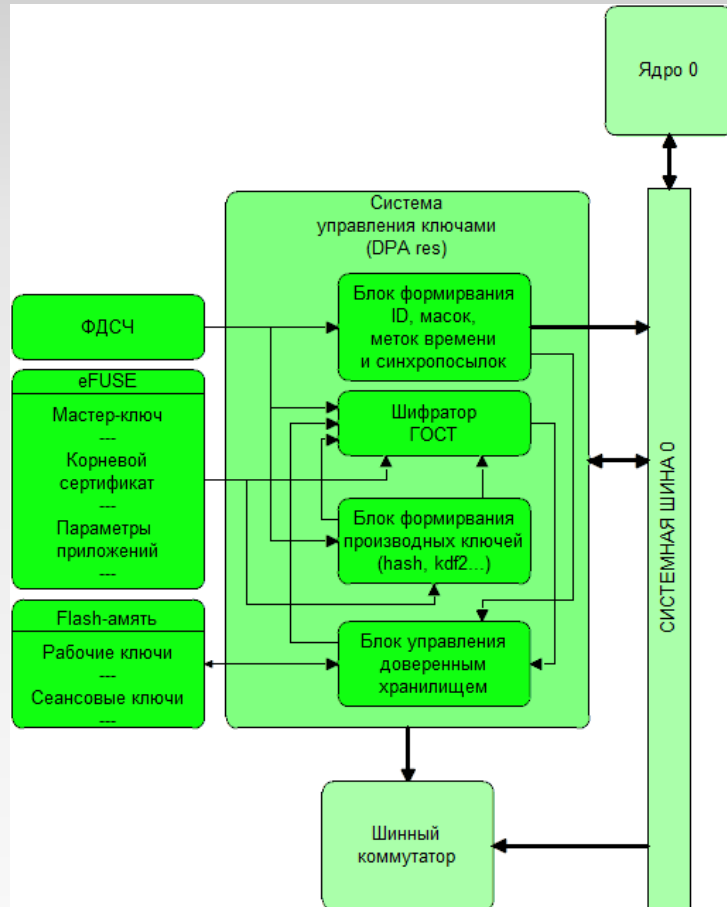 Ядро 0
Система
управления ключами
(DPA res)
Блок формирвания
ID, масок,
меток времени
и синхропосылок
ФДСЧ
eFUSE
Мастер-ключ
---
Корневой
сертификат
---
Параметры
приложений
---
Шифратор
ГОСТ
Блок формирвания
производных ключей
(hash, kdf2...)
Flash-амять
Рабочие ключи
---
Сеансовые ключи
---
Блок управления
доверенным
хранилищем
СИСТЕМНАЯ ШИНА 0
Шинный
коммутатор